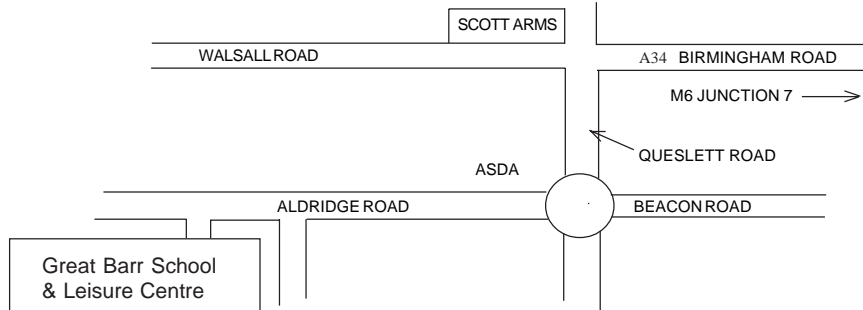 SCOTT ARMS
WALSALL ROAD
A34 BIRMINGHAM ROAD
M6 JUNCTION 7
QUESLETT ROAD
ASDA
ALDRIDGE ROAD
BEACON ROAD
Great Barr School
& Leisure Centre